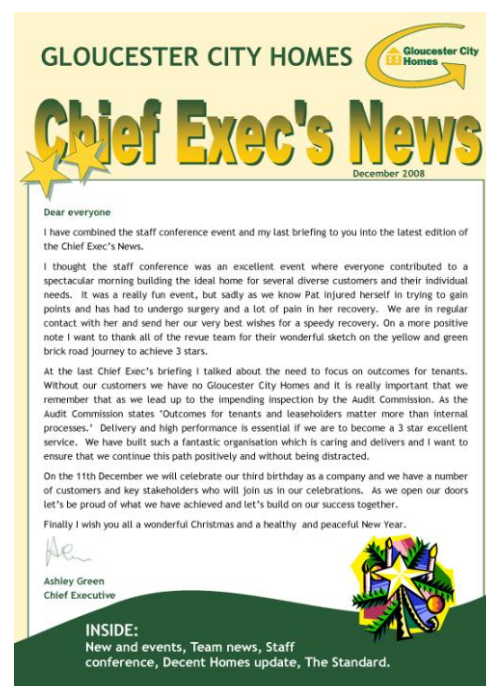 GLOUCESTER CITY HOMES
Gloucester City
Homes
Chief Exec's News
December 2008
Dear everyone
I have combined the staff conference event and my last briefing to you into the latest edition of
the Chief Exec's News.
I thought the staff conference was an excellent event where everyone contributed to a
spectacular morning building the ideal home for several diverse customers and their individual
needs. It was a really fun event, but sadly as we know Pat injured herself in trying to gain
points and has had to undergo surgery and a lot of pain in her recovery. We are in regular
contact with her and send her our very best wishes for a speedy recovery. On a more positive
note I want to thank all of the revue team for their wonderful sketch on the yellow and green
brick road journey to achieve 3 stars.
At the last Chief Exec's briefing I talked about the need to focus on outcomes for tenants.
Without our customers we have no Gloucester City Homes and it is really important that we
remember that as we lead up to the impending inspection by the Audit Commission. As the
Audit Commission states 'Outcomes for tenants and leaseholders matter more than internal
processes.' Delivery and high performance is essential if we are to become a 3 star excellent
service. We have built such a fantastic organisation which is caring and delivers and I want to
ensure that we continue this path positively and without being distracted.
On the 11th December we will celebrate our third birthday as a company and we have a number
of customers and key stakeholders who will join us in our celebrations. As we open our doors
let's be proud of what we have achieved and let's build on our success together.
Finally I wish you all a wonderful Christmas and a healthy and peaceful New Year.
Ashley Green
Chief Executive
INSIDE:
New and events, Team news, Staff
conference, Decent Homes update, The Standard.